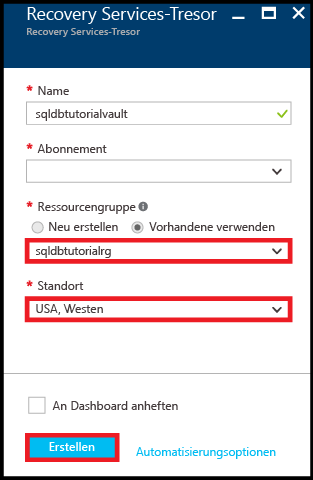 Recovery Services-Tresor
Recovery Services-Tresor
* Name
sqldbtutorialvault
* Abonnement
* Ressourcengruppe
Neu erstellen Vorhandene verwenden
sqldbtutorialrg
* Standort
USA, Westen
An Dashboard anheften
Erstellen Automatisierungsoptionen